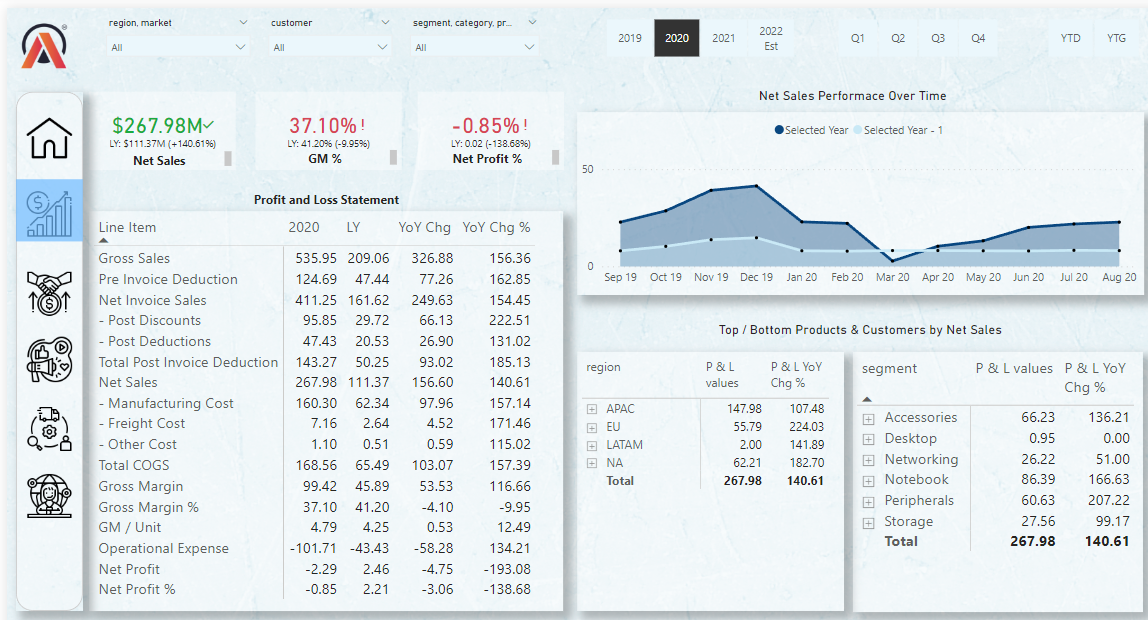 region, market
customer
segment, category, pr...
All
All
All
2019
2020
2021
2022
Est
Q1
Q2
Q3
Q4
YTD
YTG
$267.98M
LY: $111.37M (+140.61%)
Net Sales
37.10%!
LY: 41.20% (-9.95%)
GM %
-0.85%!
LY: 0.02 (-138.68%)
Net Profit %
Net Sales Performace Over Time
Selected Year Selected Year - 1
50
0
Sep 19 Oct 19 Nov 19 Dec 19 Jan 20 Feb 20 Mar 20 Apr 20 May 20 Jun 20 Jul 20 Aug 20
Profit and Loss Statement
Line Item 2020 LY YoY Chg YoY Chg %
Gross Sales 535.95 209.06 326.88 156.36
Pre Invoice Deduction 124.69 47.44 77.26 162.85
Net Invoice Sales 411.25 161.62 249.63 154.45
- Post Discounts 95.85 29.72 66.13 222.51
- Post Deductions 47.43 20.53 26.90 131.02
Total Post Invoice Deduction 143.27 50.25 93.02 185.13
Net Sales 267.98 111.37 156.60 140.61
- Manufacturing Cost 160.30 62.34 97.96 157.14
- Freight Cost 7.16 2.64 4.52 171.46
- Other Cost 1.10 0.51 0.59 115.02
Total COGS 168.56 65.49 103.07 157.39
Gross Margin 99.42 45.89 53.53 116.66
Gross Margin % 37.10 41.20 -4.10 -9.95
GM / Unit 4.79 4.25 0.53 12.49
Operational Expense -101.71 -43.43 -58.28 134.21
Net Profit -2.29 2.46 -4.75 -193.08
Net Profit % -0.85 2.21 -3.06 -138.68
Top / Bottom Products & Customers by Net Sales
region P & L P & L YoY
values Chg %
APAC 147.98 107.48
EU 55.79 224.03
LATAM 2.00 141.89
NA 62.21 182.70
Total 267.98 140.61
segment P & L values P & L YoY
Chg %
Accessories 66.23 136.21
Desktop 0.95 0.00
Networking 26.22 51.00
Notebook 86.39 166.63
Peripherals 60.63 207.22
Storage 27.56 99.17
Total 267.98 140.61